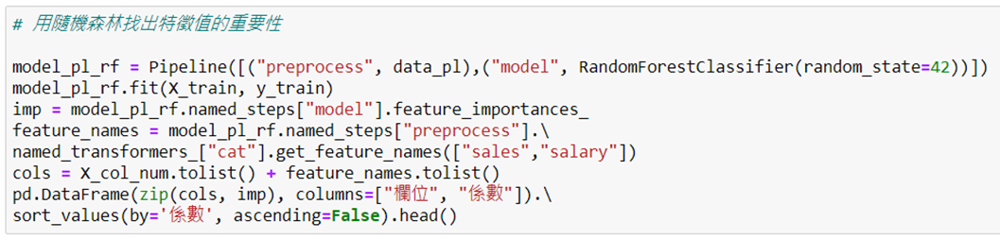 # 用隨機森林找出特徵值的重要性
model_pl_rf = Pipeline([("preprocess", data_pl),("model", RandomForestClassifier(random_state=42))])
model_pl_rf.fit(X_train, y_train)
imp = model_pl_rf.named_steps["model"].feature_importances_
feature_names = model_pl_rf.named_steps["preprocess"].\
named_transformers_["cat"].get_feature_names(["sales","salary"])
cols = X_col_num.tolist() + feature_names.tolist()
pd.DataFrame(zip(cols, imp), columns=["欄位", "係數"]).\
sort_values(by='係數', ascending=False).head()